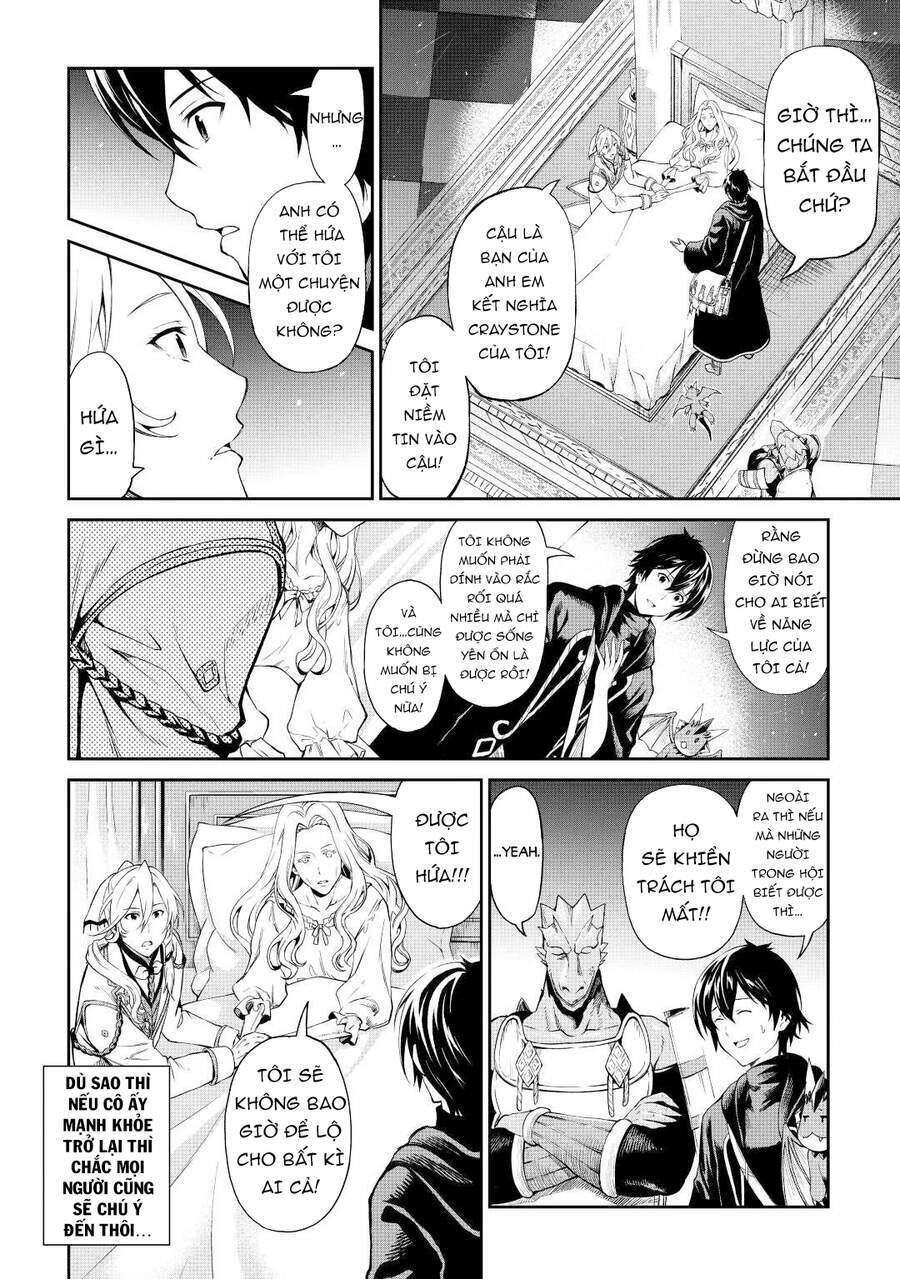 GIỜ THÌ...
CHÚNG TA
BẮT ĐẦU
CHỨ?
CẬU LÀ
BẠN CỦA
ANH EM
KẾT NGHĨA
CRAYSTONE
CỦA TÔI!
TÔI
ĐẶT
NIỀM
TIN VÀO
CẬU!
NHƯNG
...
ANH CÓ
THỂ HỨA
VỚI TÔI
MỘT CHUYỆN
ĐƯỢC
KHÔNG?
HỨA
GÌ...
RẰNG
ĐỪNG BAO
GIỜ NÓI
CHO AI BIẾT
VỀ NĂNG
LỰC CỦA
TÔI CẢ!
TÔI KHÔNG
MUỐN PHẢI
DÍNH VÀO RẮC
RỐI QUÁ
NHIỀU MÀ CHỈ
ĐƯỢC SỐNG
YÊN ỔN LÀ
ĐƯỢC RỒI!
VÀ
TÔI...CŨNG
KHÔNG
MUỐN BỊ
CHÚ Ý
NỮA!
NGOÀI
RA THÌ NẾU
MÀ NHỮNG
NGƯỜI
TRONG HỘI
BIẾT ĐƯỢC
THÌ...
HỌ
SẼ KHIỂN
TRÁCH TÔI
MẤT!!
...YEAH.
ĐƯỢC
TÔI
HỨA!!!
TÔI SẼ
KHÔNG BAO
GIỜ ĐỂ LỘ
CHO BẤT KÌ
AI CẢ!
DÙ SAO THÌ
NẾU CÔ ẤY
MẠNH KHỎE
TRỞ LẠI THÌ
CHẮC MỌI
NGƯỜI CŨNG
SẼ CHÚ Ý
ĐẾN THÔI...